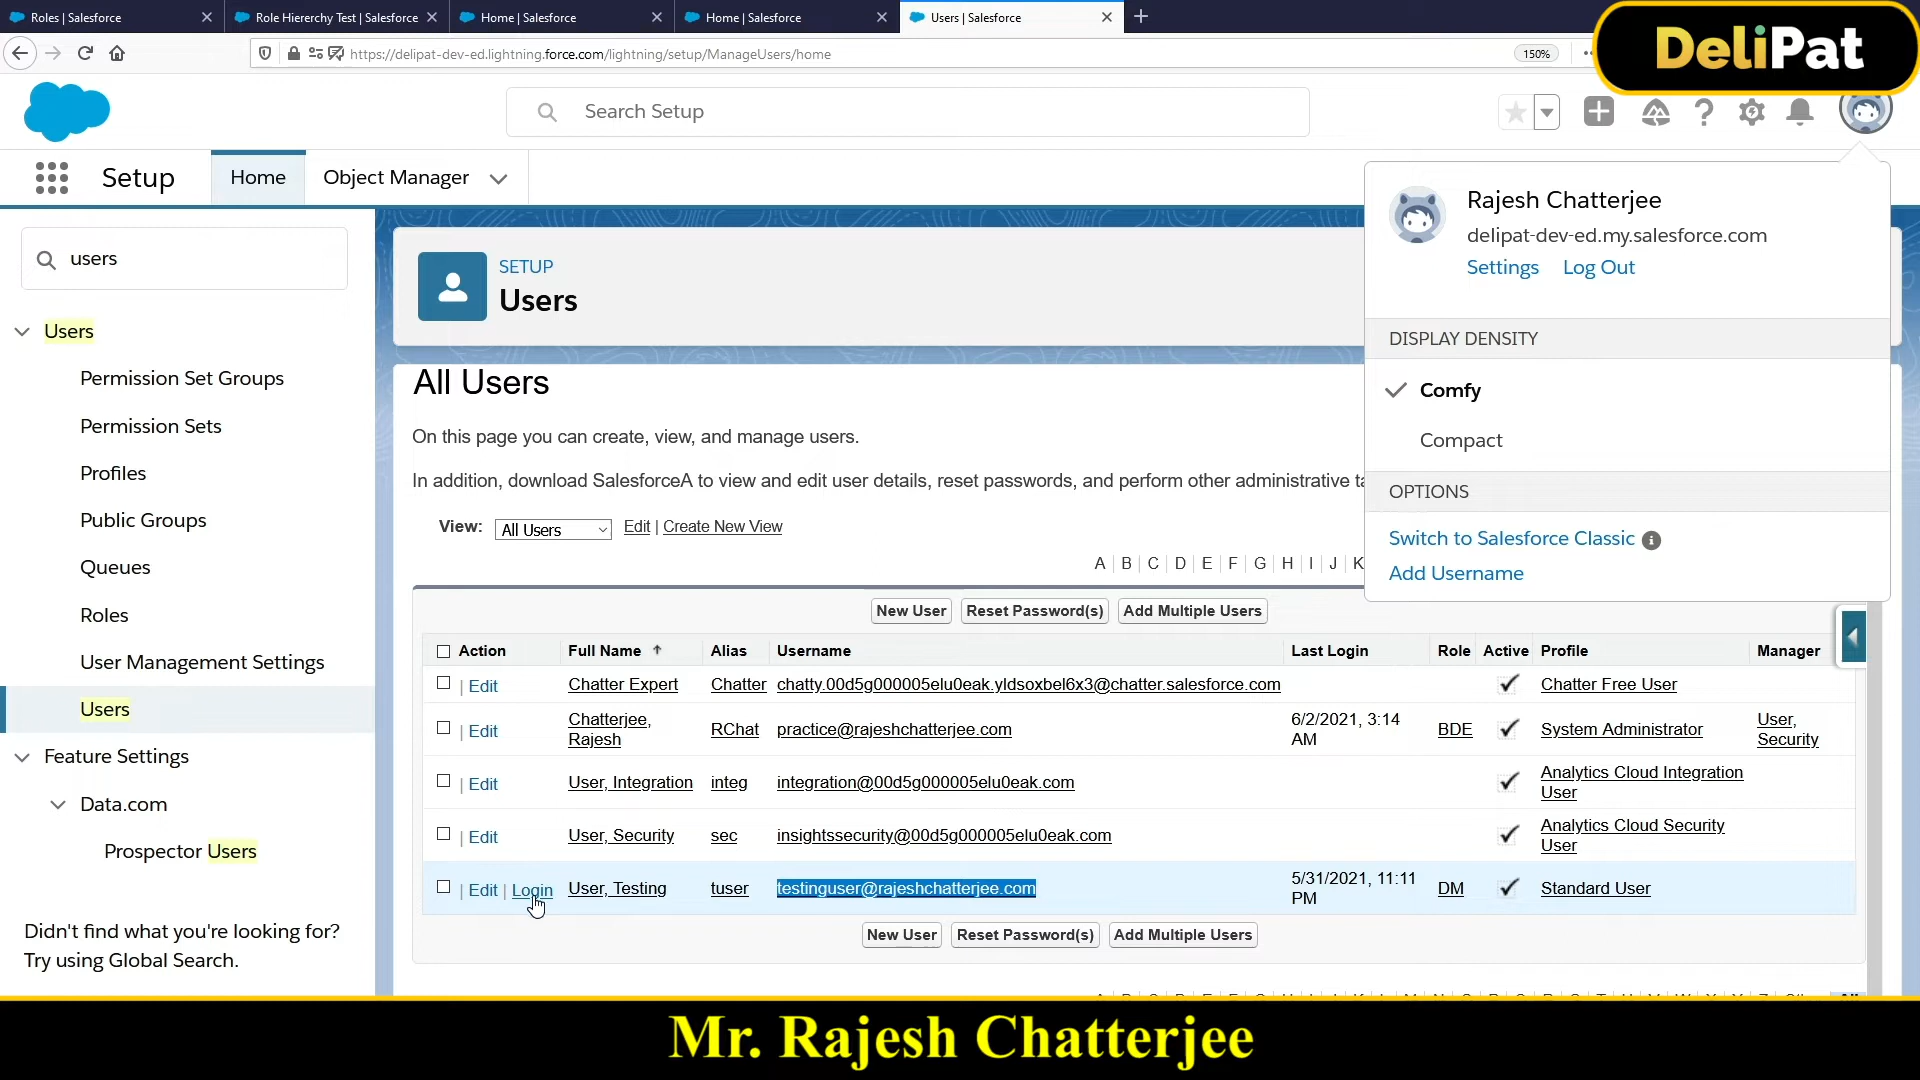 Roles | Salesforce
Role Hiererchy Test | Salesforce
Home | Salesforce
Home | Salesforce
Users | Salesforce
https://delipat-dev-ed.lightning.force.com/lightning/setup/ManageUsers/home
150%
DeliPat
Search Setup
Setup
Home
Object Manager
Rajesh Chatterjee
delipat-dev-ed.my.salesforce.com
Settings Log Out
DISPLAY DENSITY
Comfy
Compact
OPTIONS
Switch to Salesforce Classic
Add Username
users
Users
Permission Set Groups
Permission Sets
Profiles
Public Groups
Queues
Roles
User Management Settings
Users
Feature Settings
Data.com
Prospector Users
Didn't find what you're looking for?
Try using Global Search.
SETUP
Users
All Users
On this page you can create, view, and manage users.
In addition, download SalesforceA to view and edit user details, reset passwords, and perform other administrative ta
View: All Users Edit | Create New View
A | B | C | D | E | F | G | H | I | J | K
New User Reset Password(s) Add Multiple Users
Action Full Name Alias Username Last Login Role Active Profile Manager
| Edit Chatter Expert Chatter chatty.00d5g000005elu0eak.yldsoxbel6x3@chatter.salesforce.com Chatter Free User
| Edit Chatterjee, Rajesh RChat practice@rajeshchatterjee.com 6/2/2021, 3:14 AM BDE System Administrator User, Security
| Edit User, Integration integ integration@00d5g000005elu0eak.com Analytics Cloud Integration User
| Edit User, Security sec insightssecurity@00d5g000005elu0eak.com Analytics Cloud Security User
| Edit | Login User, Testing tuser testinguser@rajeshchatterjee.com 5/31/2021, 11:11 PM DM Standard User
New User Reset Password(s) Add Multiple Users
Mr. Rajesh Chatterjee